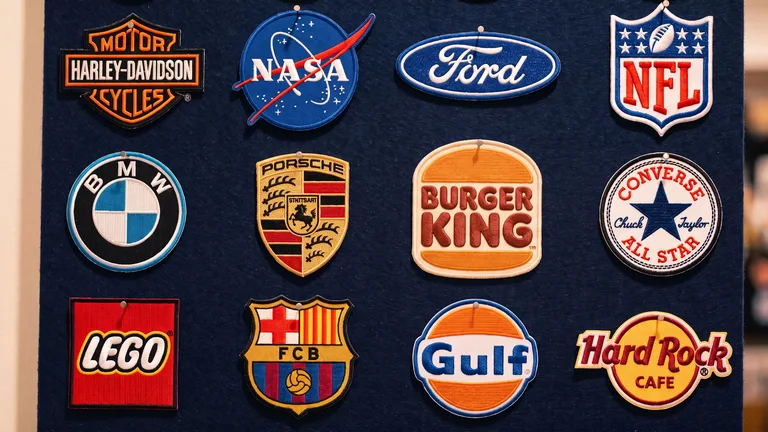 MOTOR
HARLEY-DAVIDSON
CYCLES
®
NASA
Ford
NFL
BMW
PORSCHE
STUTTGART
BURGER
KING
TM
CONVERSE
Chuck Taylor
ALL STAR
LEGO
FCB
Gulf
Hard Rock
®
CAFE